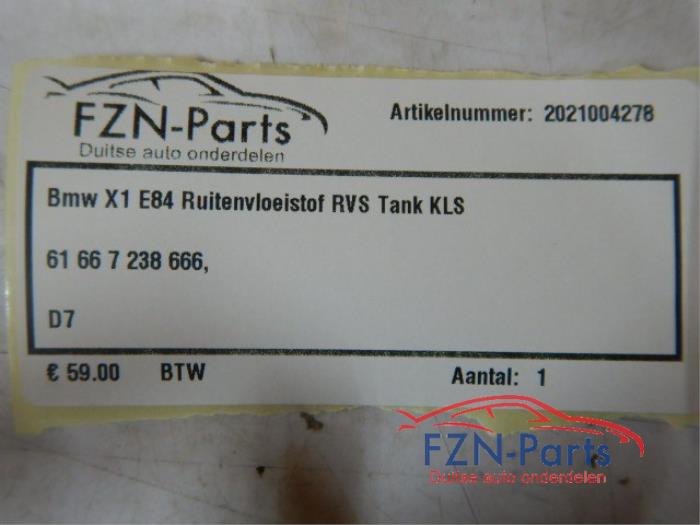 FZN-Parts
Duitse auto onderdelen
Artikelnummer: 2021004278
Bmw X1 E84 Ruitenvloeistof RVS Tank KLS
61 66 7 238 666,
D7
€ 59.00 BTW Aantal: 1
FZN-Parts
Duitse auto onderdelen